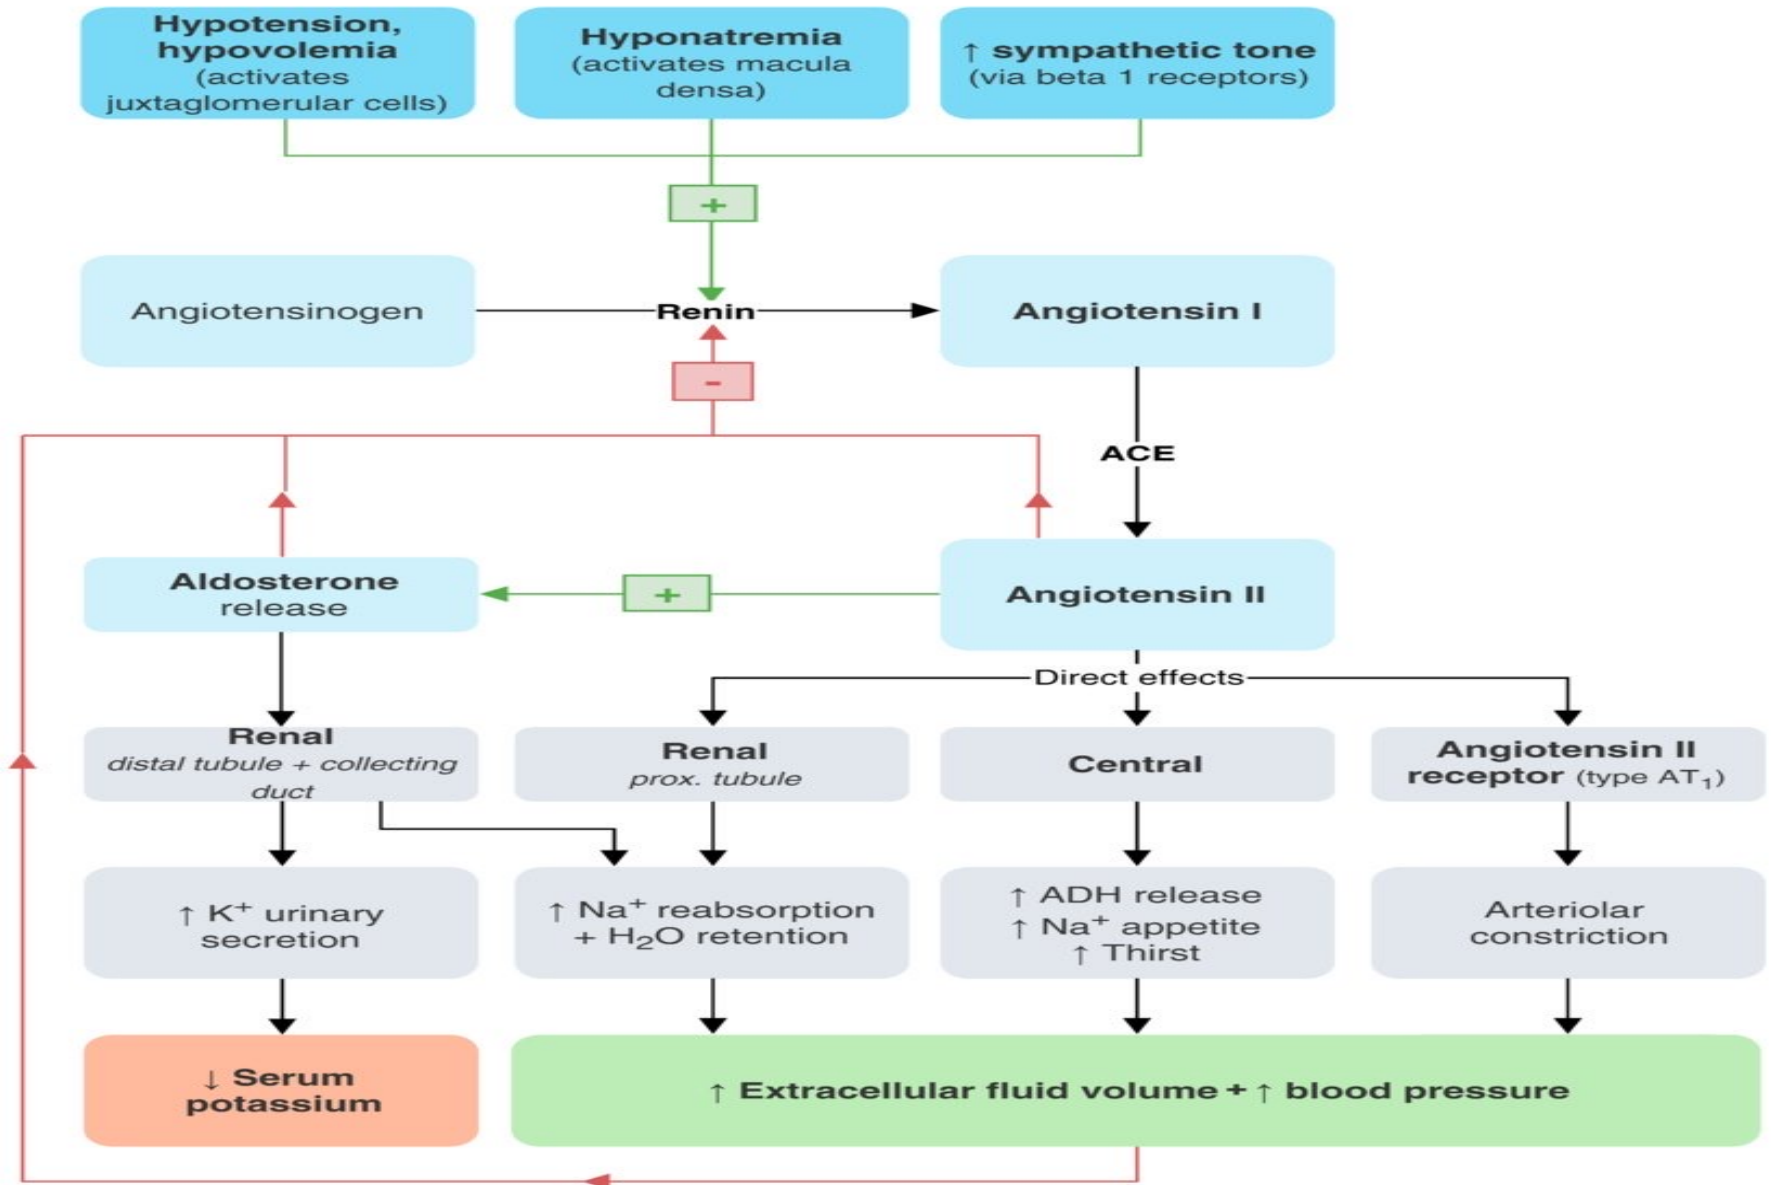 Hypotension,
hypovolemia
(activates
juxtaglomerular cells)
Hyponatremia
(activates macula
densa)
↑ sympathetic tone
(via beta 1 receptors)
+
Angiotensinogen
Renin
Angiotensin I
-
ACE
Aldosterone
release
+
Angiotensin II
Direct effects
Renal
distal tubule + collecting
duct
Renal
prox. tubule
Central
Angiotensin II
receptor (type AT₁)
↑ K⁺ urinary
secretion
↑ Na⁺ reabsorption
+ H₂O retention
↑ ADH release
↑ Na⁺ appetite
↑ Thirst
Arteriolar
constriction
↓ Serum
potassium
↑ Extracellular fluid volume + ↑ blood pressure